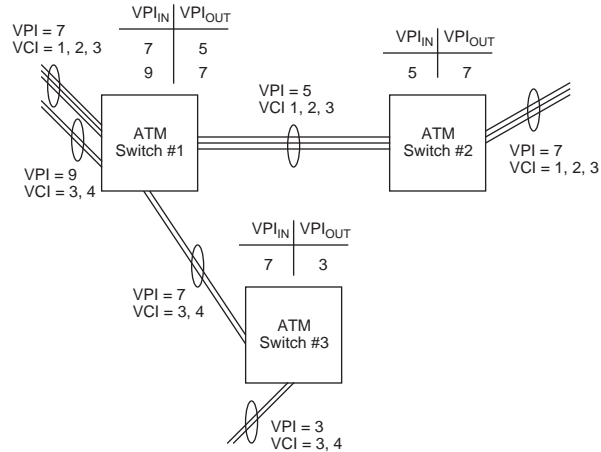 VPI = 7
VCI = 1, 2, 3
VPI_IN VPI_OUT
7 5
9 7
VPI_IN VPI_OUT
5 7
VPI = 5
VCI 1, 2, 3
ATM
Switch #1
ATM
Switch #2
VPI = 7
VCI = 1, 2, 3
VPI = 9
VCI = 3, 4
VPI_IN VPI_OUT
7 3
VPI = 7
VCI = 3, 4
ATM
Switch #3
VPI = 3
VCI = 3, 4